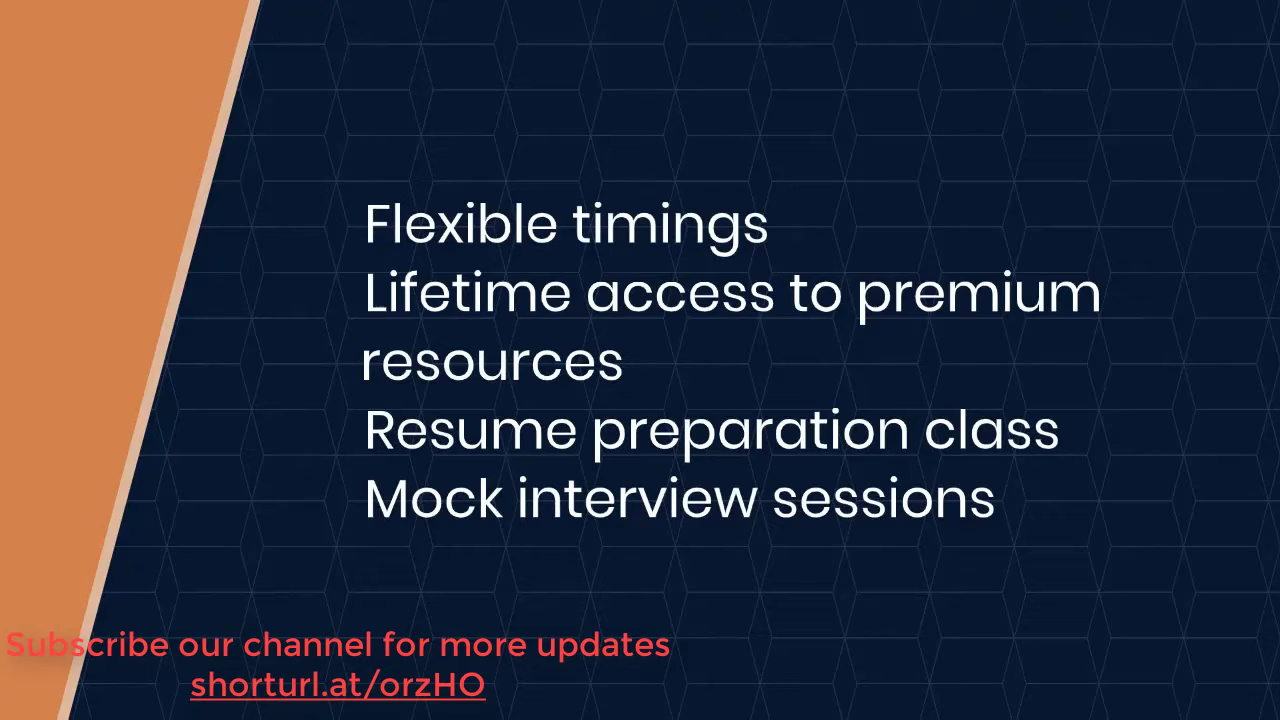 Flexible timings
Lifetime access to premium
resources
Resume preparation class
Mock interview sessions
Subscribe our channel for more updates
shorturl.at/orzHO